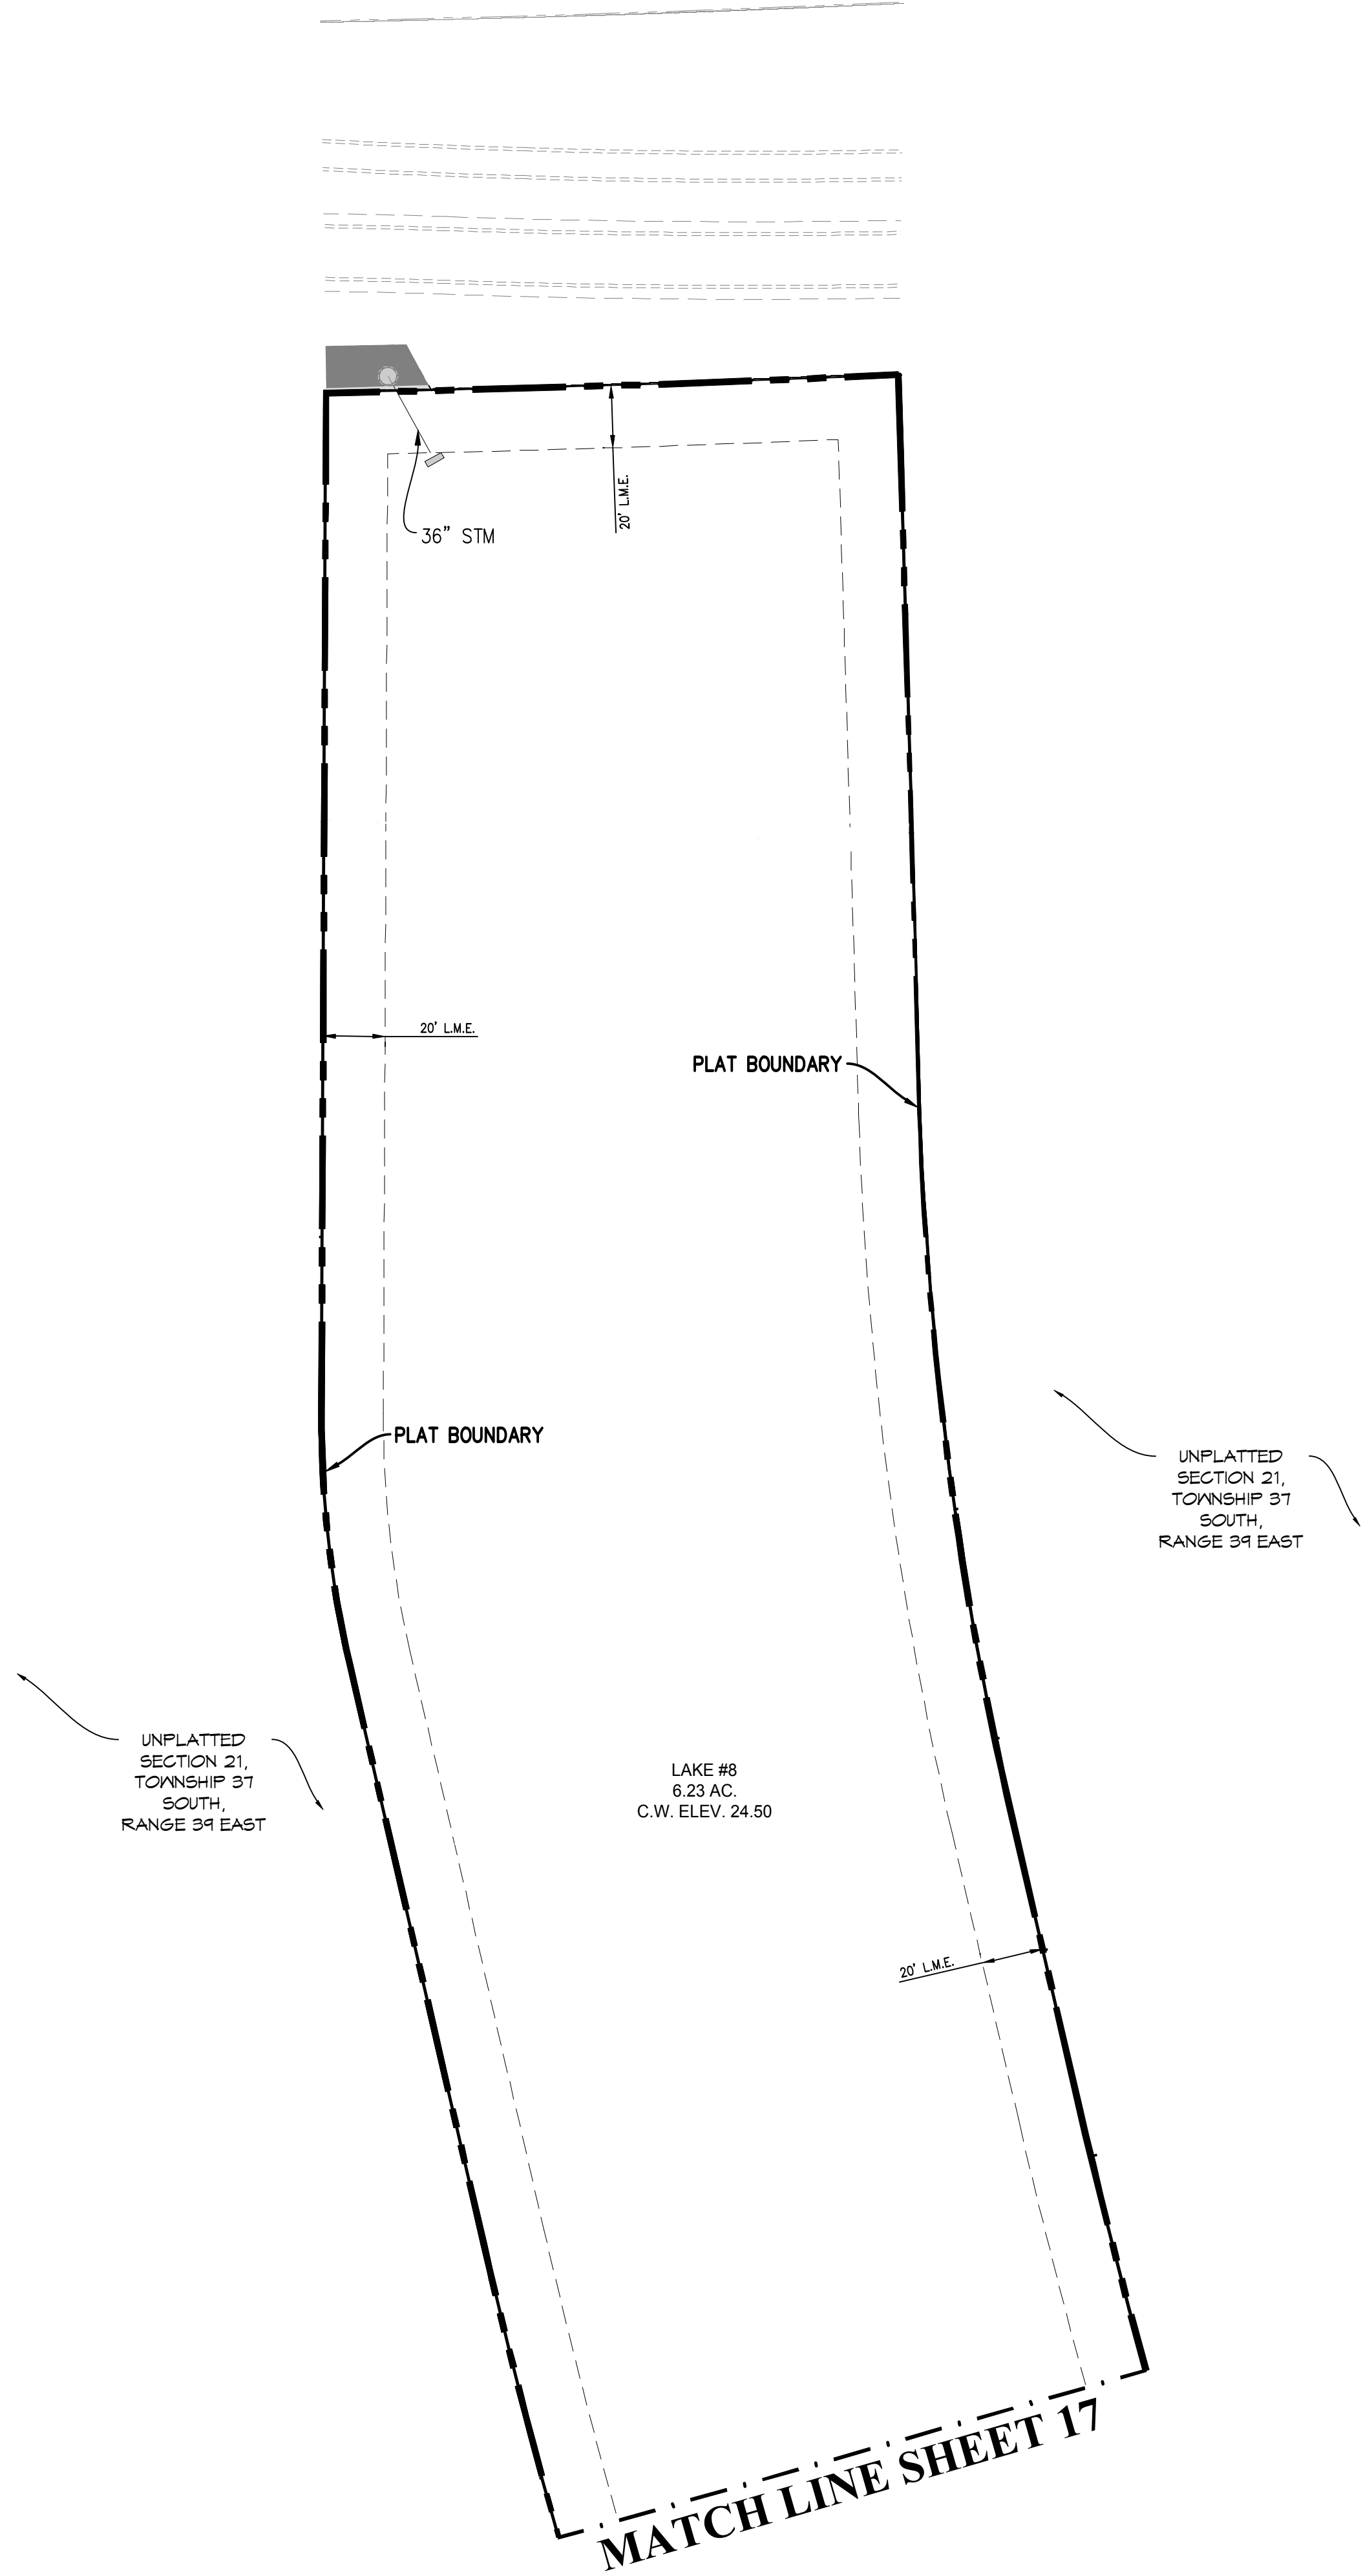 20' L.M.E.
36” STM
20' L.M.E.
PLAT BOUNDARY
PLAT BOUNDARY
UNPLATTED
SECTION 21,
TOWNSHIP 37
SOUTH,
RANGE 39 EAST
UNPLATTED
SECTION 21,
TOWNSHIP 37
SOUTH,
RANGE 39 EAST
LAKE #8
6.23 AC.
C.W. ELEV. 24.50
20' L.M.E.
MATCH LINE SHEET 17